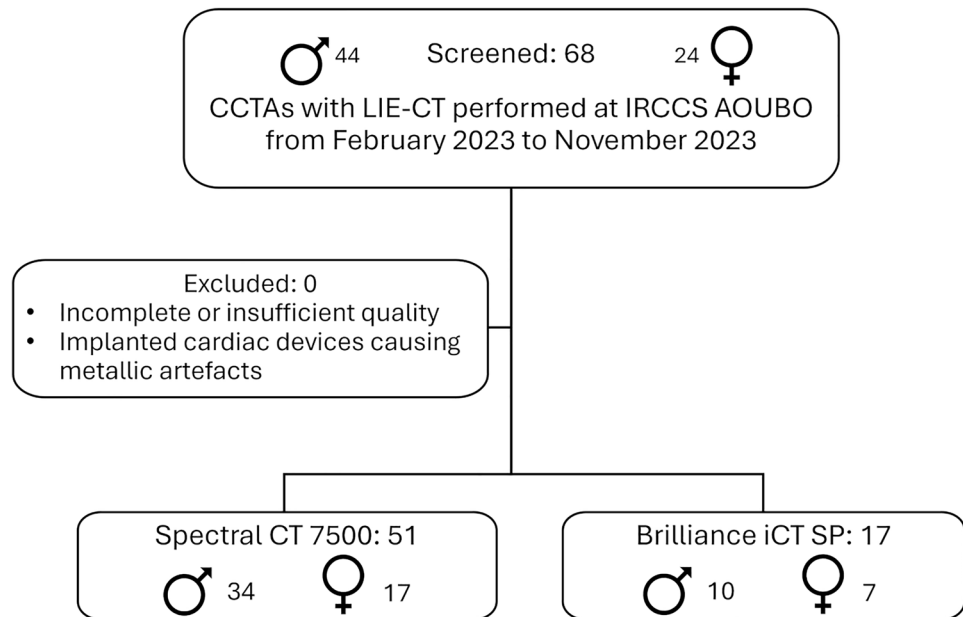 44 Screened: 68 24
CCTAs with LIE-CT performed at IRCCS AOUBO
from February 2023 to November 2023
Excluded: 0
• Incomplete or insufficient quality
• Implanted cardiac devices causing
metallic artefacts
Spectral CT 7500: 51
34 17
Brilliance iCT SP: 17
10 7